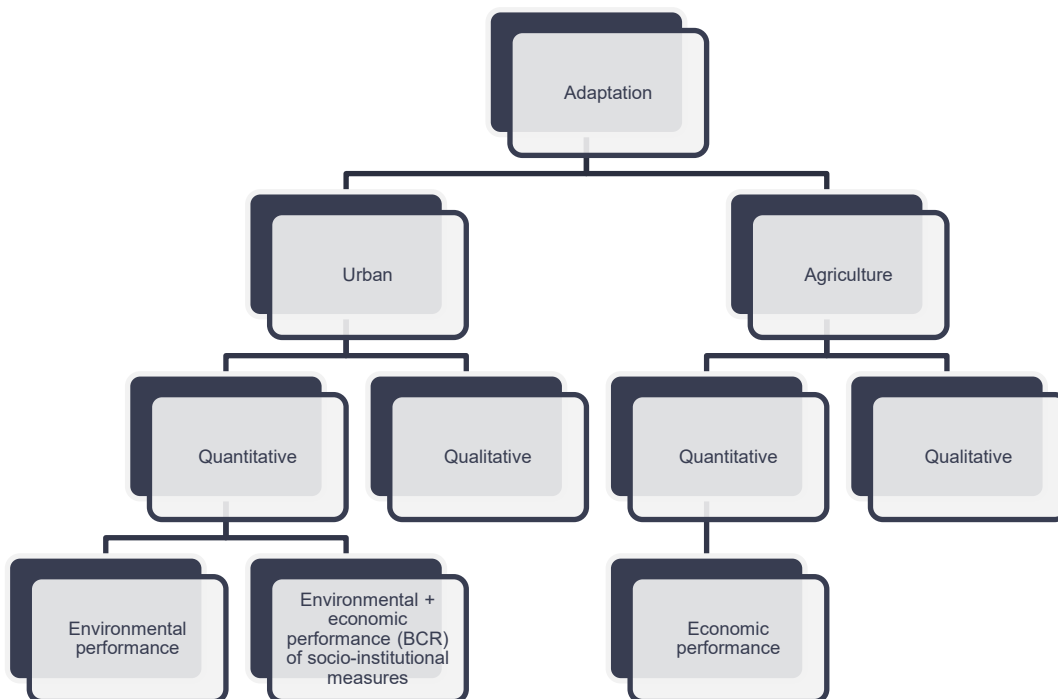 Adaptation
Urban
Agriculture
Quantitative
Qualitative
Quantitative
Qualitative
Environmental
performance
Environmental +
economic
performance (BCR)
of socio-institutional
measures
Economic
performance